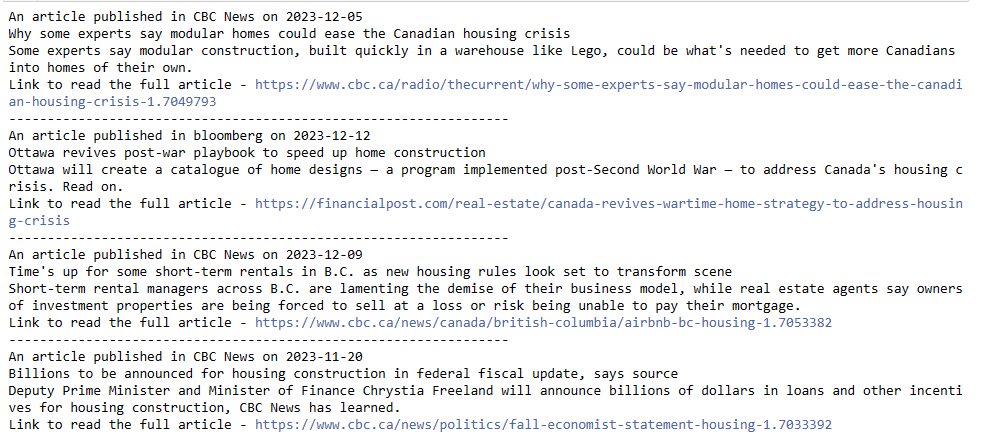 An article published in CBC News on 2023-12-05
Why some experts say modular homes could ease the Canadian housing crisis
Some experts say modular construction, built quickly in a warehouse like Lego, could be what's needed to get more Canadians
into homes of their own.
Link to read the full article - https://www.cbc.ca/radio/thecurrent/why-some-experts-say-modular-homes-could-ease-the-canadi
an-housing-crisis-1.7049793
-----------------------------------------------------------------
An article published in bloomberg on 2023-12-12
Ottawa revives post-war playbook to speed up home construction
Ottawa will create a catalogue of home designs — a program implemented post-Second World War — to address Canada's housing c
risis. Read on.
Link to read the full article - https://financialpost.com/real-estate/canada-revives-wartime-home-strategy-to-address-housin
g-crisis
-----------------------------------------------------------------
An article published in CBC News on 2023-12-09
Time's up for some short-term rentals in B.C. as new housing rules look set to transform scene
Short-term rental managers across B.C. are lamenting the demise of their business model, while real estate agents say owners
of investment properties are being forced to sell at a loss or risk being unable to pay their mortgage.
Link to read the full article - https://www.cbc.ca/news/canada/british-columbia/airbnb-bc-housing-1.7053382
-----------------------------------------------------------------
An article published in CBC News on 2023-11-20
Billions to be announced for housing construction in federal fiscal update, says source
Deputy Prime Minister and Minister of Finance Chrystia Freeland will announce billions of dollars in loans and other incenti
ves for housing construction, CBC News has learned.
Link to read the full article - https://www.cbc.ca/news/politics/fall-economist-statement-housing-1.7033392